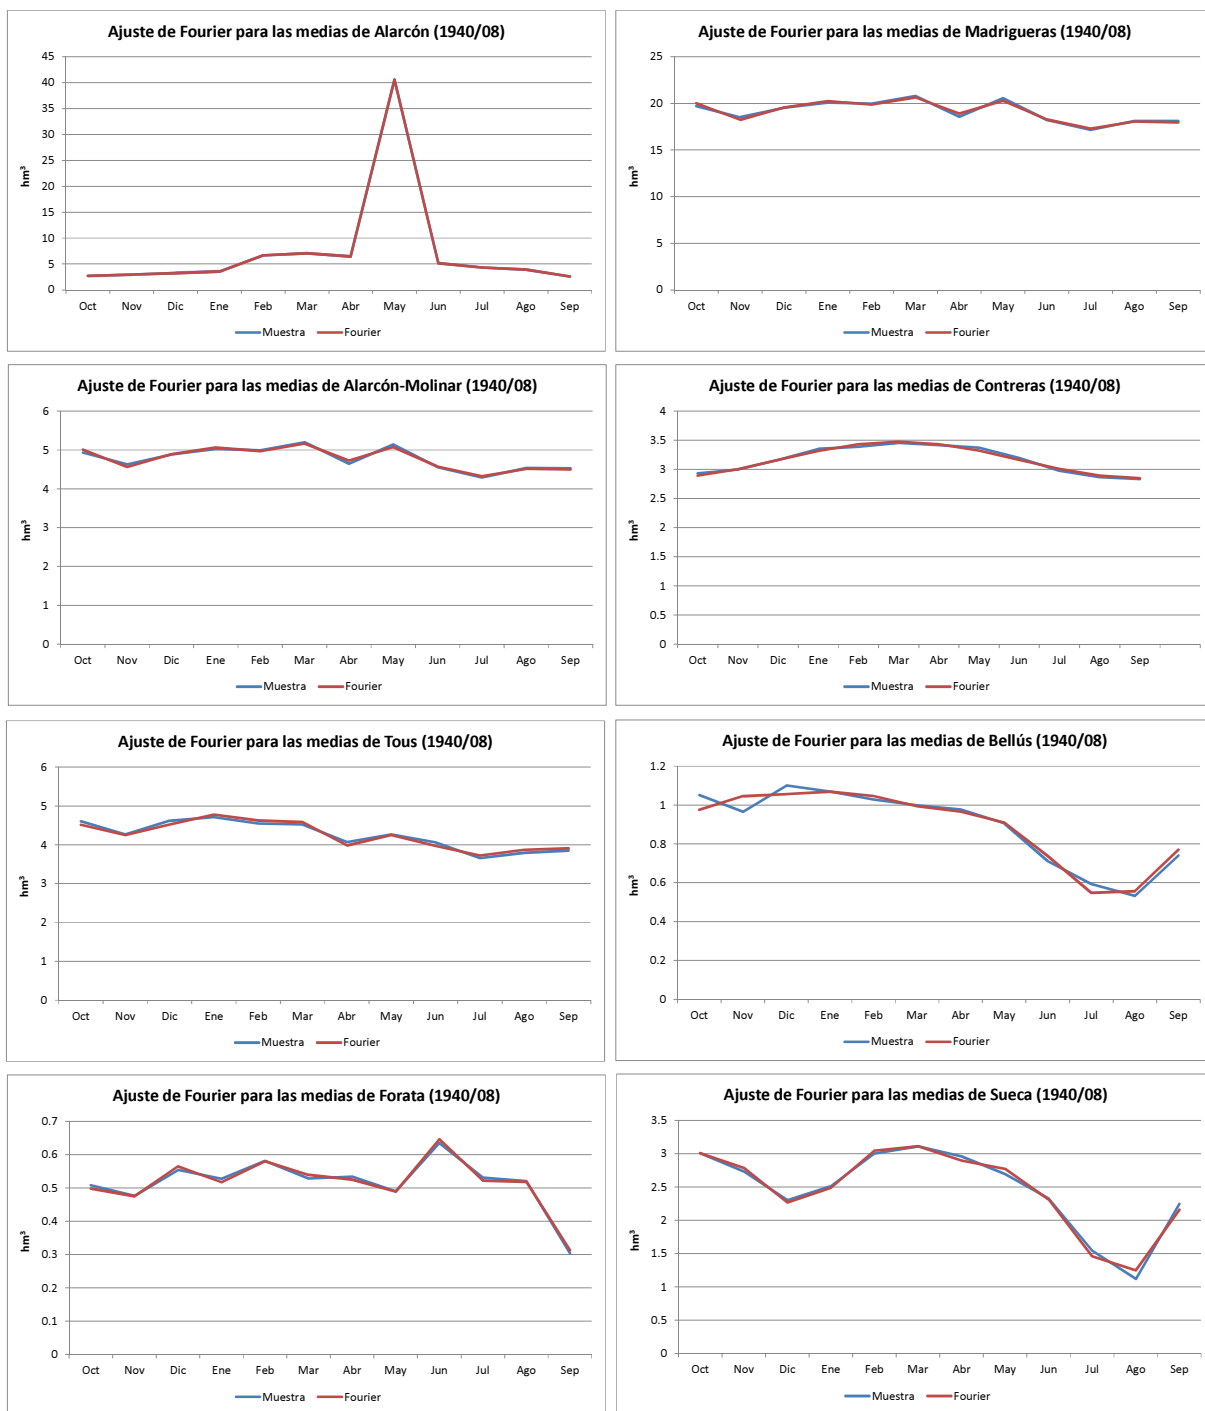 Ajuste de Fourier para las medias de Alarcón (1940/08)
45
40
35
30
25
20
15
10
5
0
hm³
Oct Nov Dic Ene Feb Mar Abr May Jun Jul Ago Sep
Muestra Fourier
Ajuste de Fourier para las medias de Madrigueras (1940/08)
25
20
15
10
5
0
hm³
Oct Nov Dic Ene Feb Mar Abr May Jun Jul Ago Sep
Muestra Fourier
Ajuste de Fourier para las medias de Alarcón-Molinar (1940/08)
6
5
4
3
2
1
0
hm³
Oct Nov Dic Ene Feb Mar Abr May Jun Jul Ago Sep
Muestra Fourier
Ajuste de Fourier para las medias de Contreras (1940/08)
4
3.5
3
2.5
2
1.5
1
0.5
0
hm³
Oct Nov Dic Ene Feb Mar Abr May Jun Jul Ago Sep
Muestra Fourier
Ajuste de Fourier para las medias de Tous (1940/08)
6
5
4
3
2
1
0
hm³
Oct Nov Dic Ene Feb Mar Abr May Jun Jul Ago Sep
Muestra Fourier
Ajuste de Fourier para las medias de Bellús (1940/08)
1.2
1
0.8
0.6
0.4
0.2
0
hm³
Oct Nov Dic Ene Feb Mar Abr May Jun Jul Ago Sep
Muestra Fourier
Ajuste de Fourier para las medias de Forata (1940/08)
0.7
0.6
0.5
0.4
0.3
0.2
0.1
0
hm³
Oct Nov Dic Ene Feb Mar Abr May Jun Jul Ago Sep
Muestra Fourier
Ajuste de Fourier para las medias de Sueca (1940/08)
3.5
3
2.5
2
1.5
1
0.5
0
hm³
Oct Nov Dic Ene Feb Mar Abr May Jun Jul Ago Sep
Muestra Fourier